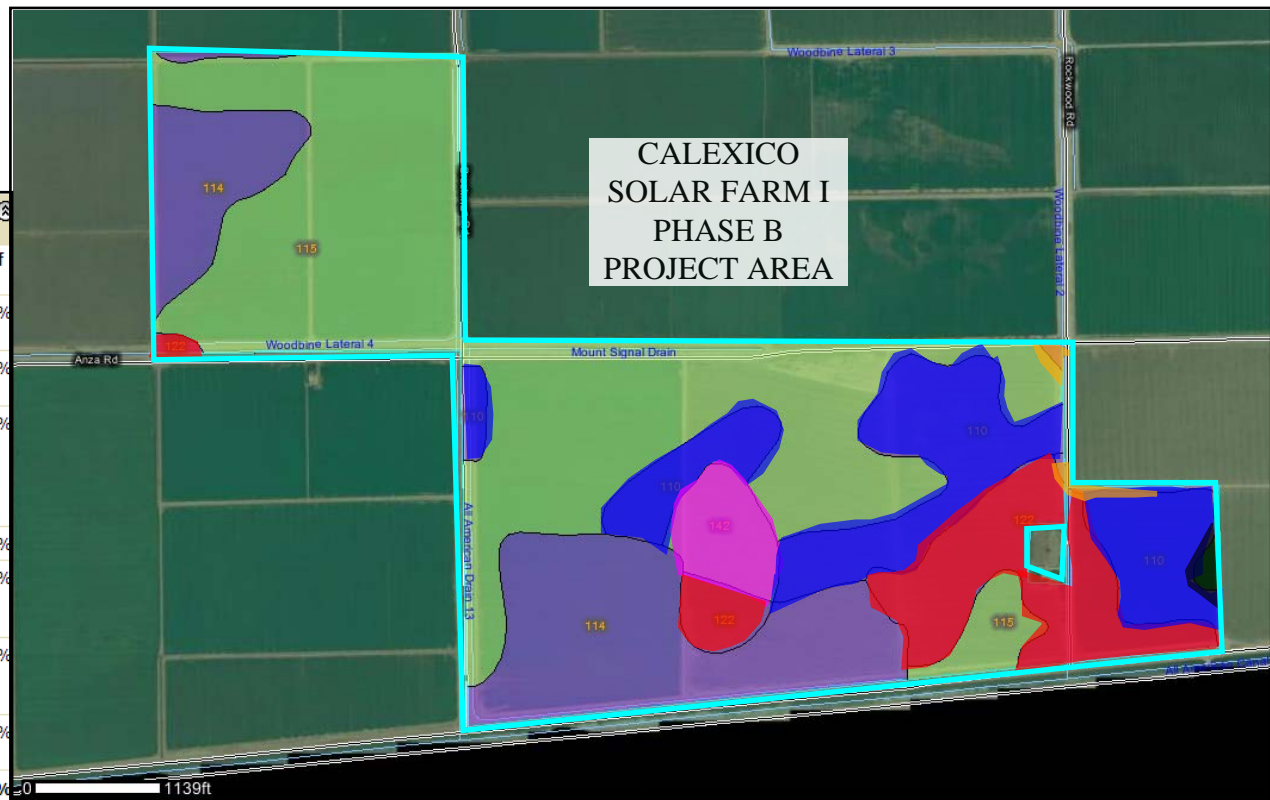 Woodbine Lateral 3
Rockwood Rd
CALEXICO
SOLAR FARM I
PHASE B
PROJECT AREA
114
115
Woodbine Lateral 2
f
%
%
%
%
%
%
%
%
122
Woodbine Lateral 4
Anza Rd
Mount Signal Drain
110
110
110
142
122
110
All American Drain 13
122
114
115
0
1139ft